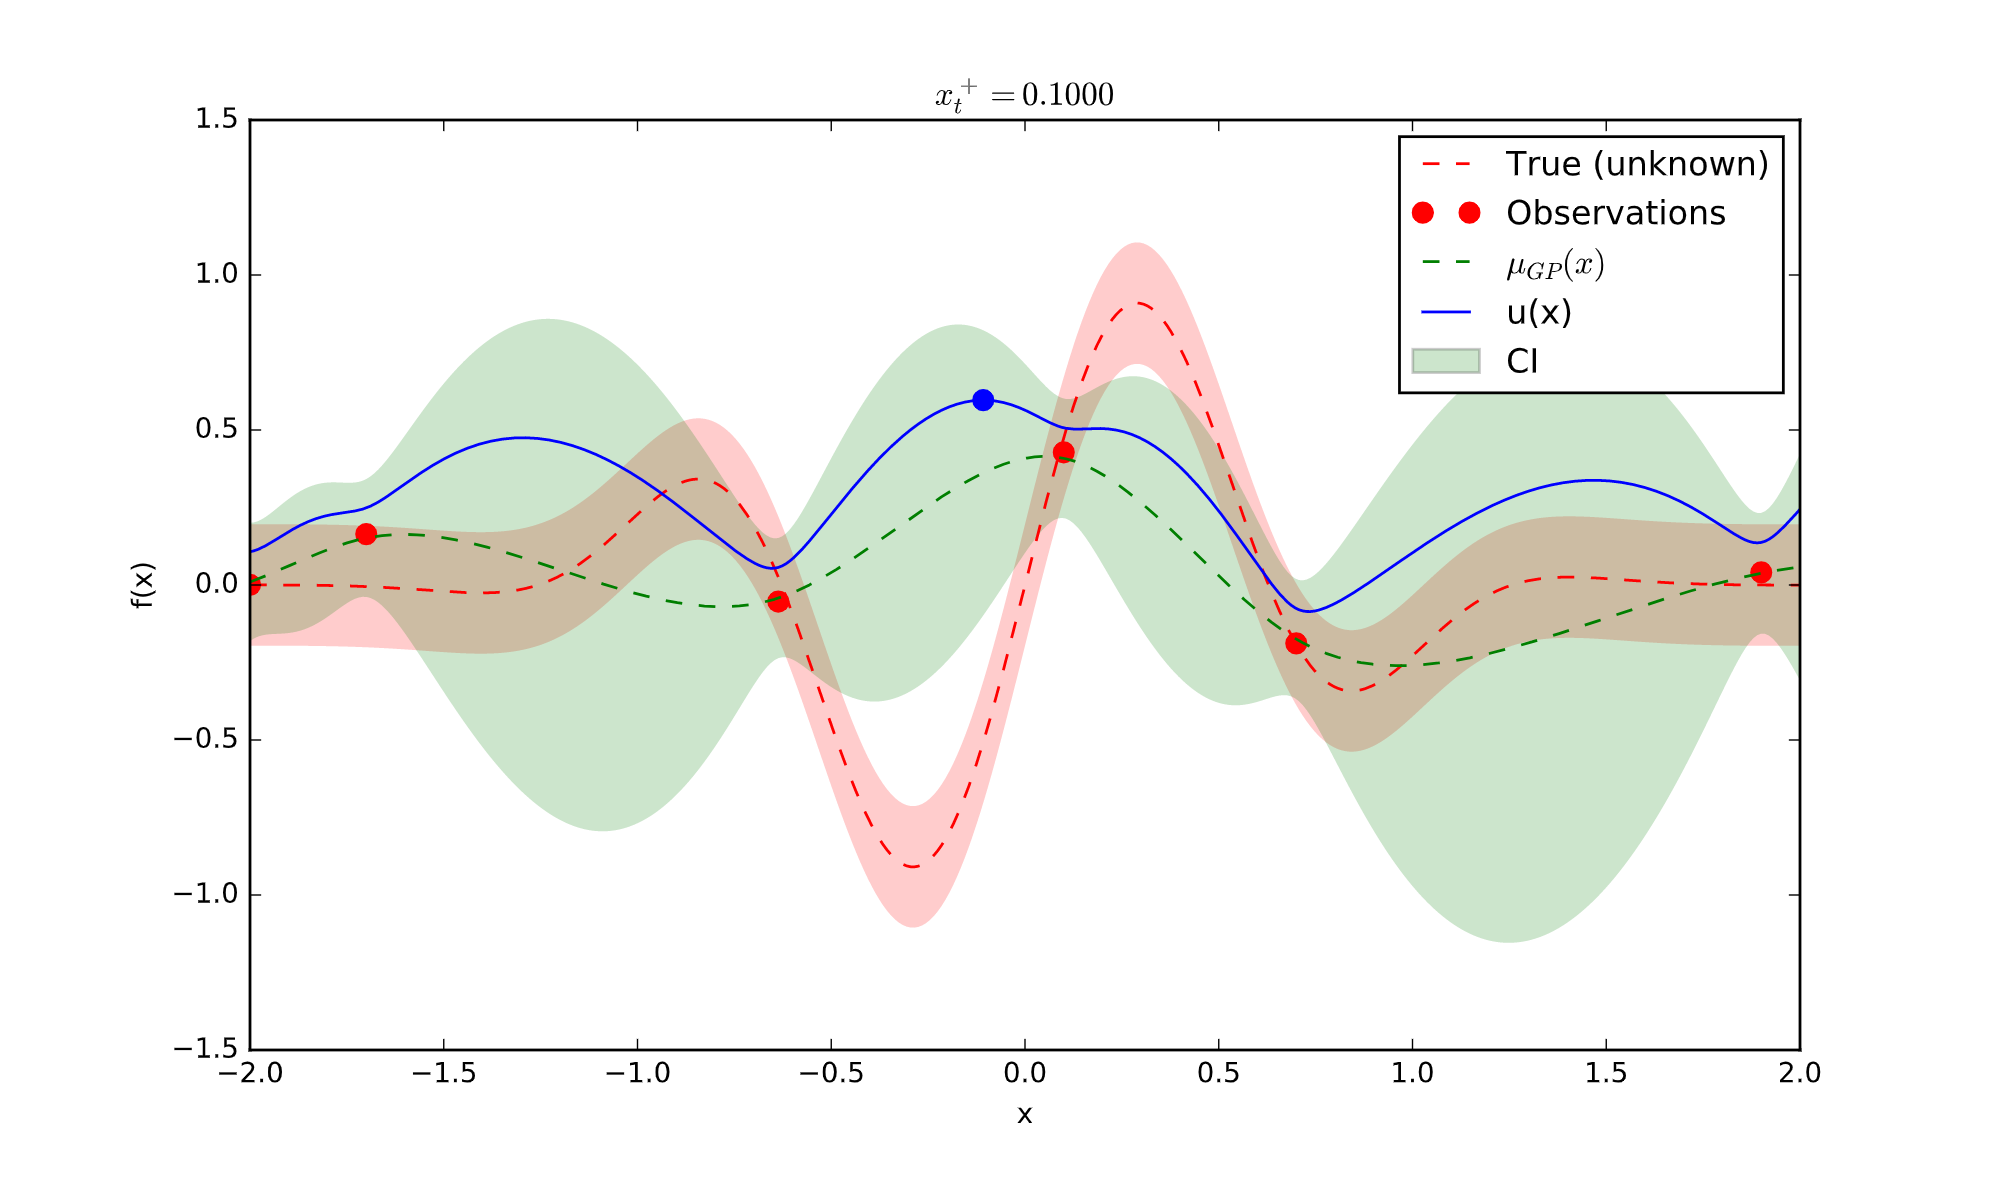 x_t^+ = 0.1000
1.5
1.0
0.5
0.0
−0.5
−1.0
−1.5
f(x)
True (unknown)
Observations
μ_GP(x)
u(x)
CI
−2.0 −1.5 −1.0 −0.5 0.0 0.5 1.0 1.5 2.0
x